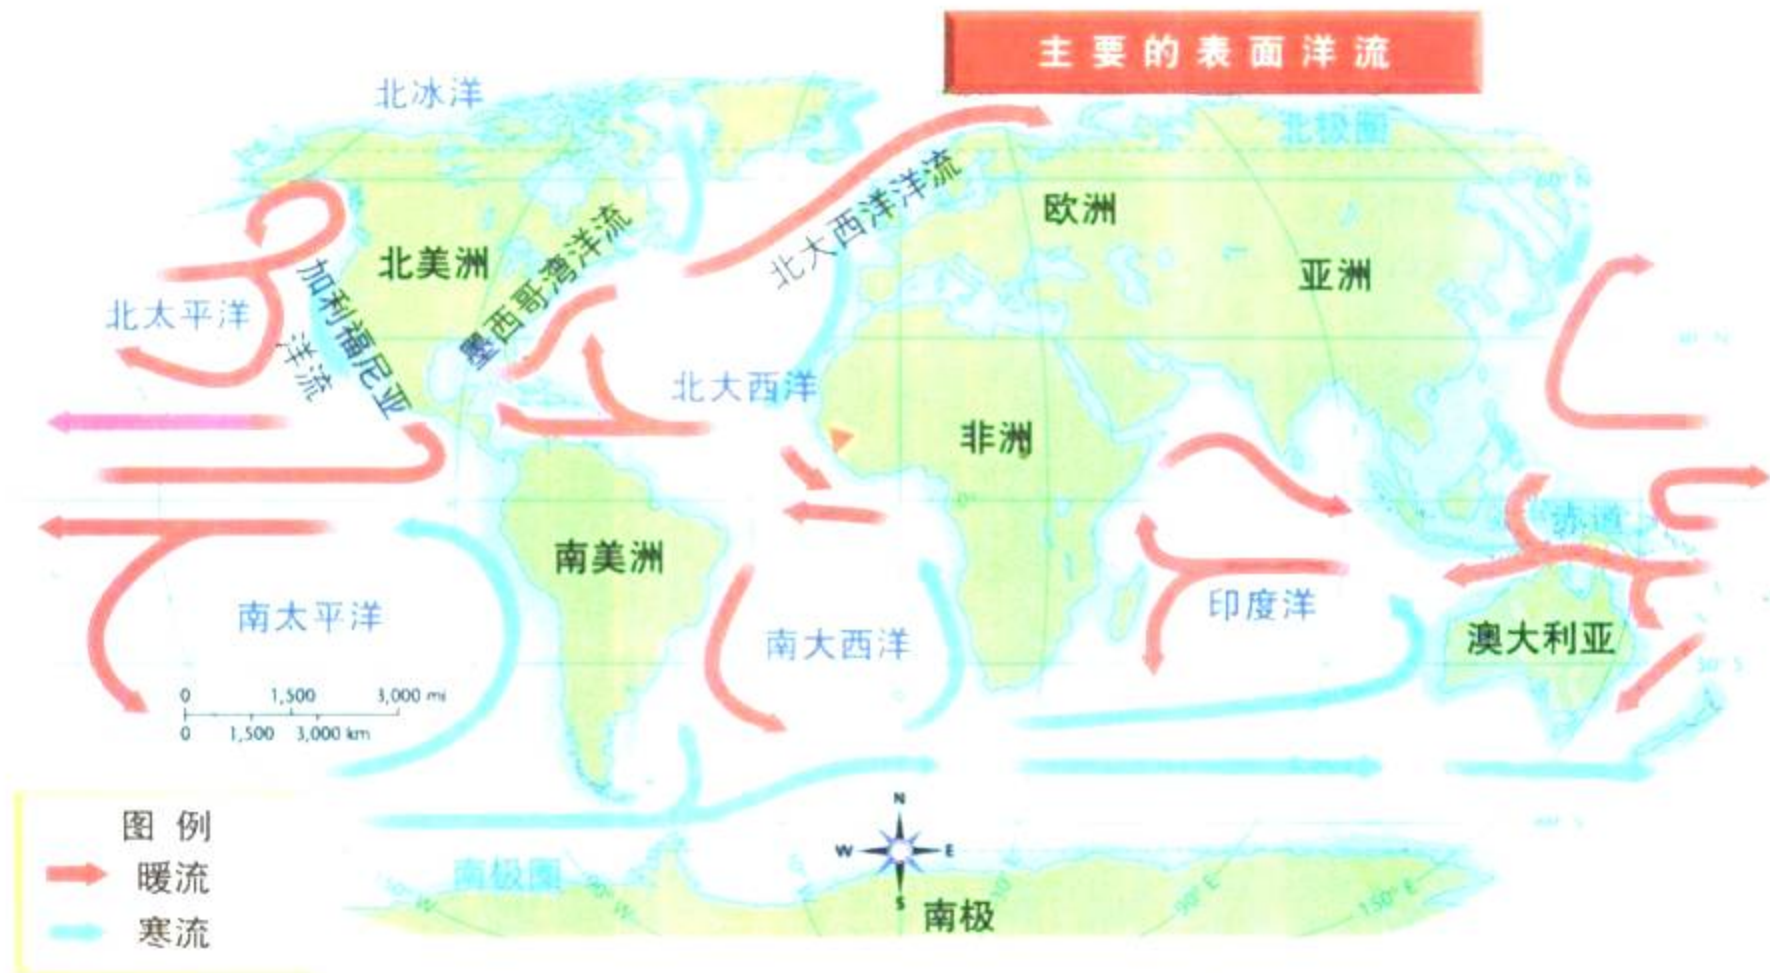 主要的表面洋流
北冰洋
北极圈
北大西洋洋流
欧洲
墨西哥湾洋流
北美洲
亚洲
加利福尼亚
洋流
北太平洋
北大西洋
非洲
赤道
南美洲
印度洋
南太平洋
南大西洋
澳大利亚
0 1,500 3,000 mi
0 1,500 3,000 km
图例
暖流
寒流
N
W E
S
南极圈
南极
90° W
90° E
150° E